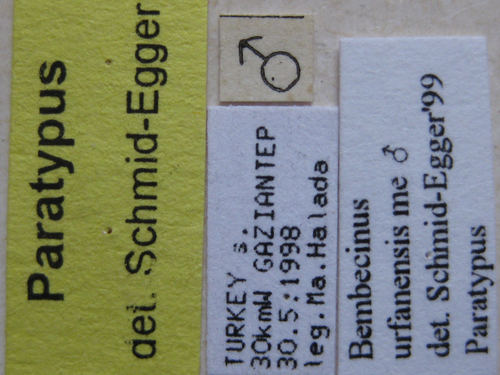 Paratypus
det. Schmid-Egger
♂
TURKEY s.
30kmW GAZIANTEP
30.5:1998
leg.Ma.Halada
Bembecinus
urfanensis me ♂
det. Schmid-Egger'99
Paratypus